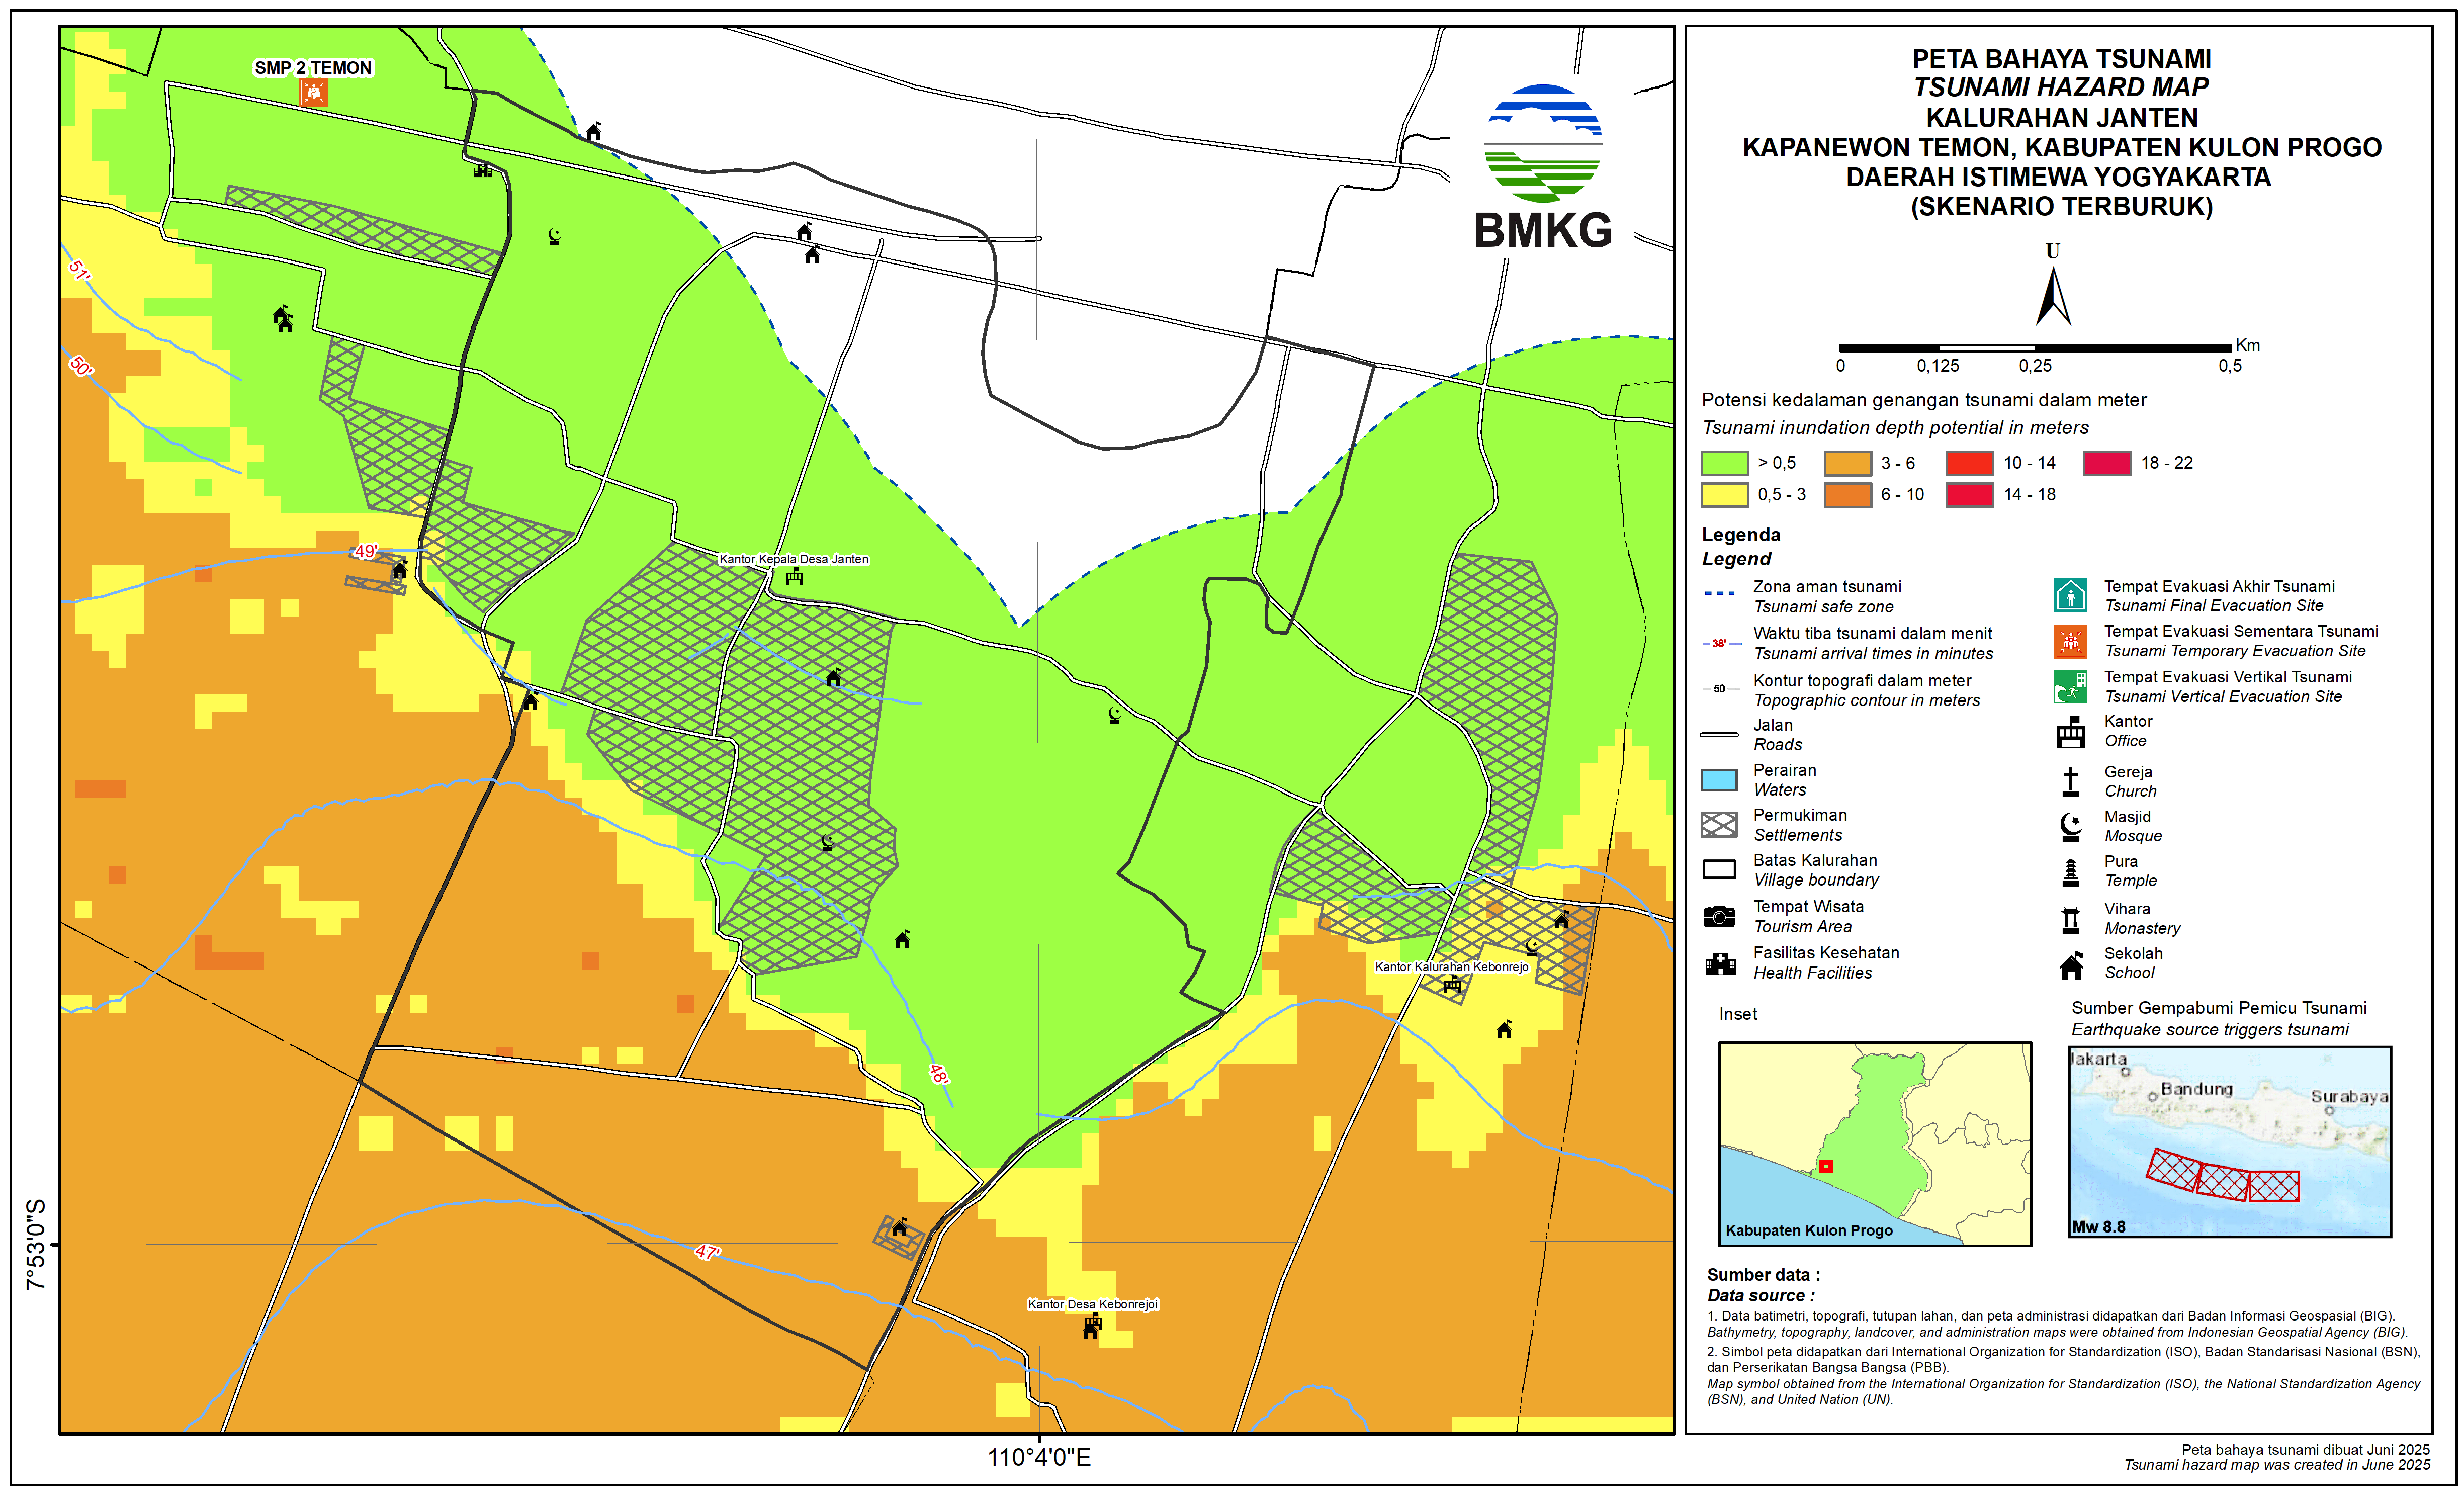 SMP 2 TEMON
51'
50'
49'
Kantor Kepala Desa Janten
48'
Kantor Kalurahan Kebonrejo
47'
Kantor Desa Kebonrejoi
BMKG
7°53'0"S
110°4'0"E
PETA BAHAYA TSUNAMI
TSUNAMI HAZARD MAP
KALURAHAN JANTEN
KAPANEWON TEMON, KABUPATEN KULON PROGO
DAERAH ISTIMEWA YOGYAKARTA
(SKENARIO TERBURUK)
U
Km
0 0,125 0,25 0,5
Potensi kedalaman genangan tsunami dalam meter
Tsunami inundation depth potential in meters
> 0,5 3 - 6 10 - 14 18 - 22
0,5 - 3 6 - 10 14 - 18
Legenda
Legend
Zona aman tsunami
Tsunami safe zone
38'
Waktu tiba tsunami dalam menit
Tsunami arrival times in minutes
50
Kontur topografi dalam meter
Topographic contour in meters
Jalan
Roads
Perairan
Waters
Permukiman
Settlements
Batas Kalurahan
Village boundary
Tempat Wisata
Tourism Area
Fasilitas Kesehatan
Health Facilities
Tempat Evakuasi Akhir Tsunami
Tsunami Final Evacuation Site
Tempat Evakuasi Sementara Tsunami
Tsunami Temporary Evacuation Site
Tempat Evakuasi Vertikal Tsunami
Tsunami Vertical Evacuation Site
Kantor
Office
Gereja
Church
Masjid
Mosque
Pura
Temple
Vihara
Monastery
Sekolah
School
Inset
Kabupaten Kulon Progo
Sumber Gempabumi Pemicu Tsunami
Earthquake source triggers tsunami
Jakarta
Bandung
Surabaya
Mw 8.8
Sumber data :
Data source :
1. Data batimetri, topografi, tutupan lahan, dan peta administrasi didapatkan dari Badan Informasi Geospasial (BIG).
Bathymetry, topography, landcover, and administration maps were obtained from Indonesian Geospatial Agency (BIG).
2. Simbol peta didapatkan dari International Organization for Standardization (ISO), Badan Standarisasi Nasional (BSN),
dan Perserikatan Bangsa Bangsa (PBB).
Map symbol obtained from the International Organization for Standardization (ISO), the National Standardization Agency
(BSN), and United Nation (UN).
Peta bahaya tsunami dibuat Juni 2025
Tsunami hazard map was created in June 2025